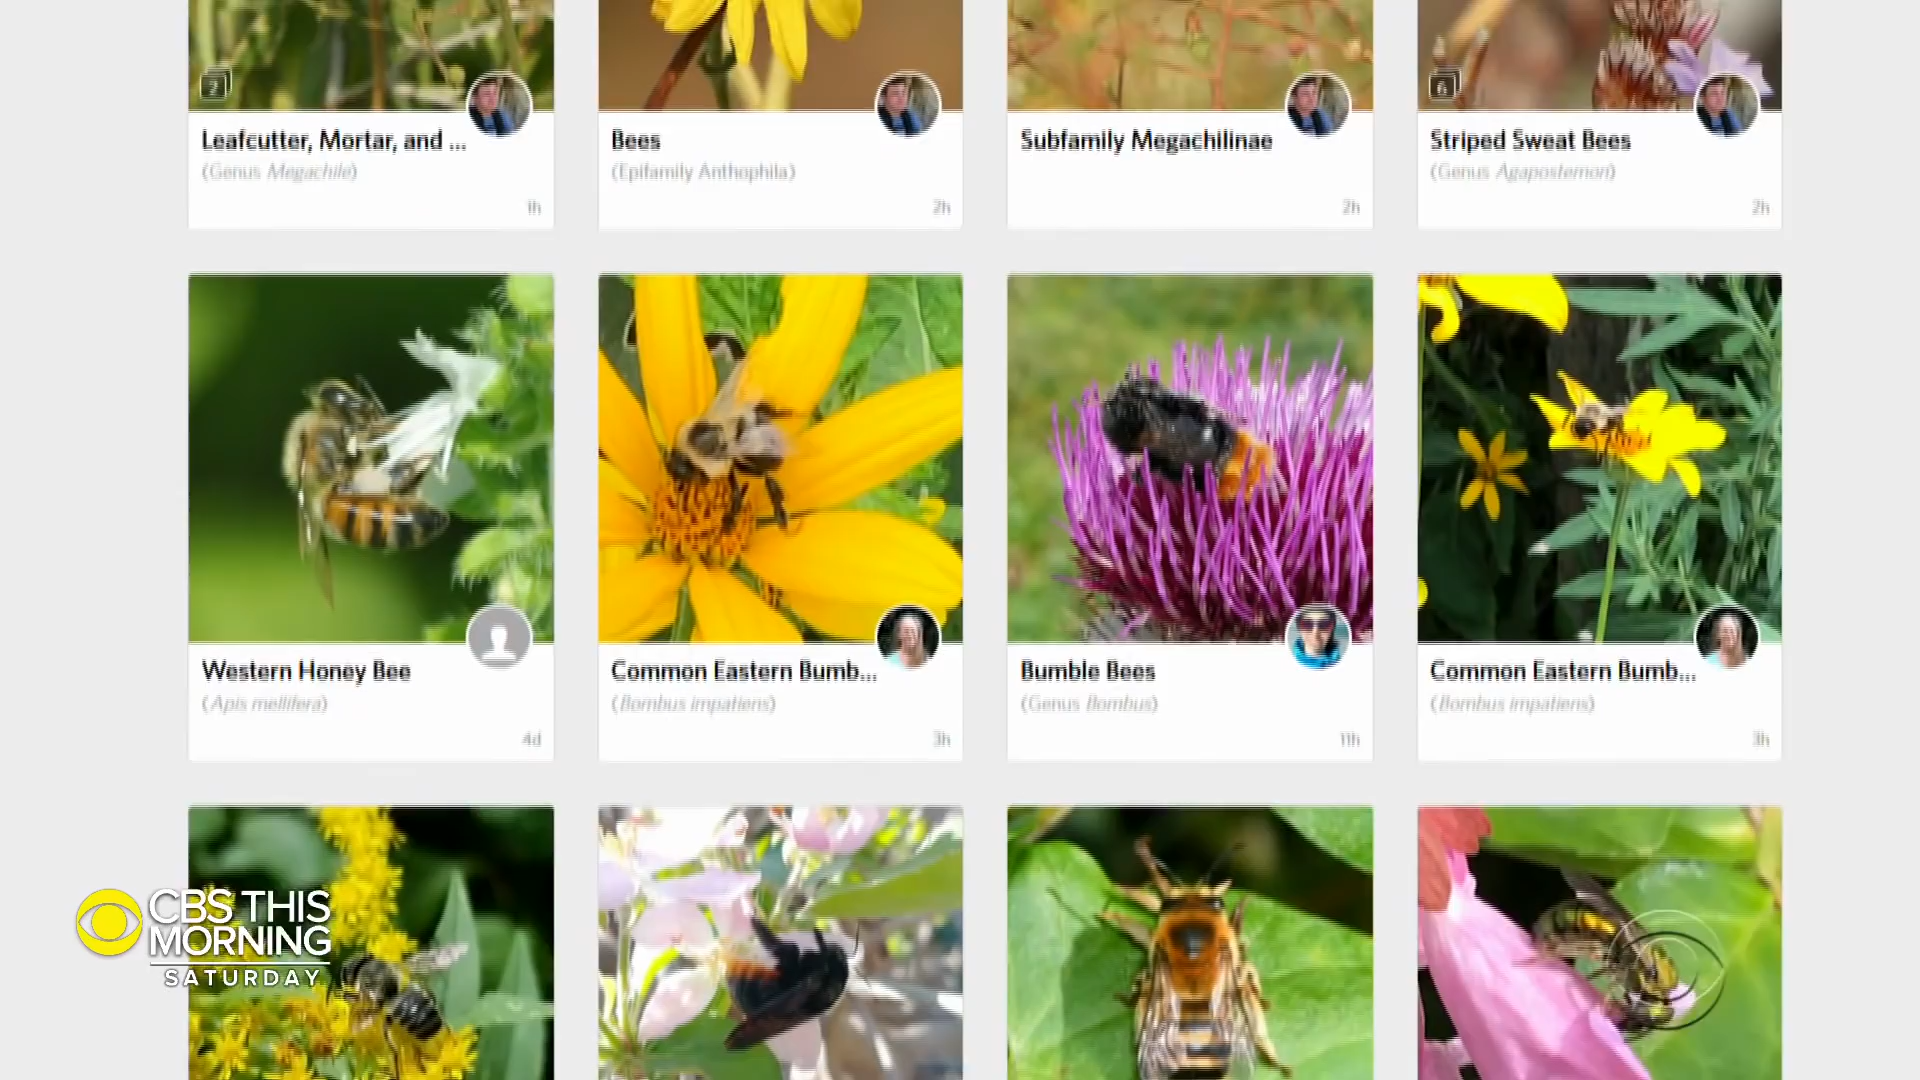 2
6
Leafcutter, Mortar, and ...
Bees
Subfamily Megachilinae
Striped Sweat Bees
(Genus Megachile)
(Epifamily Anthophila)
(Genus Agapostemon)
1h
2h
2h
2h
Western Honey Bee
Common Eastern Bumb...
Bumble Bees
Common Eastern Bumb...
(Apis mellifera)
(Bombus impatiens)
(Genus Bombus)
(Bombus impatiens)
4d
3h
11h
3h
CBS THIS
MORNING
SATURDAY